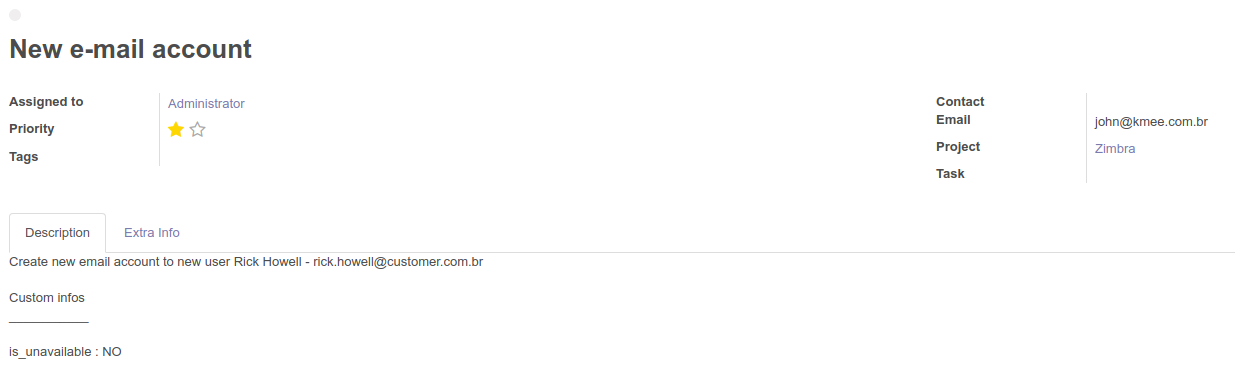 New e-mail account
Assigned to
Administrator
Priority
Tags
Contact
Email
john@kmee.com.br
Project
Zimbra
Task
Description
Extra Info
Create new email account to new user Rick Howell - rick.howell@customer.com.br
Custom infos
___________
is_unavailable : NO